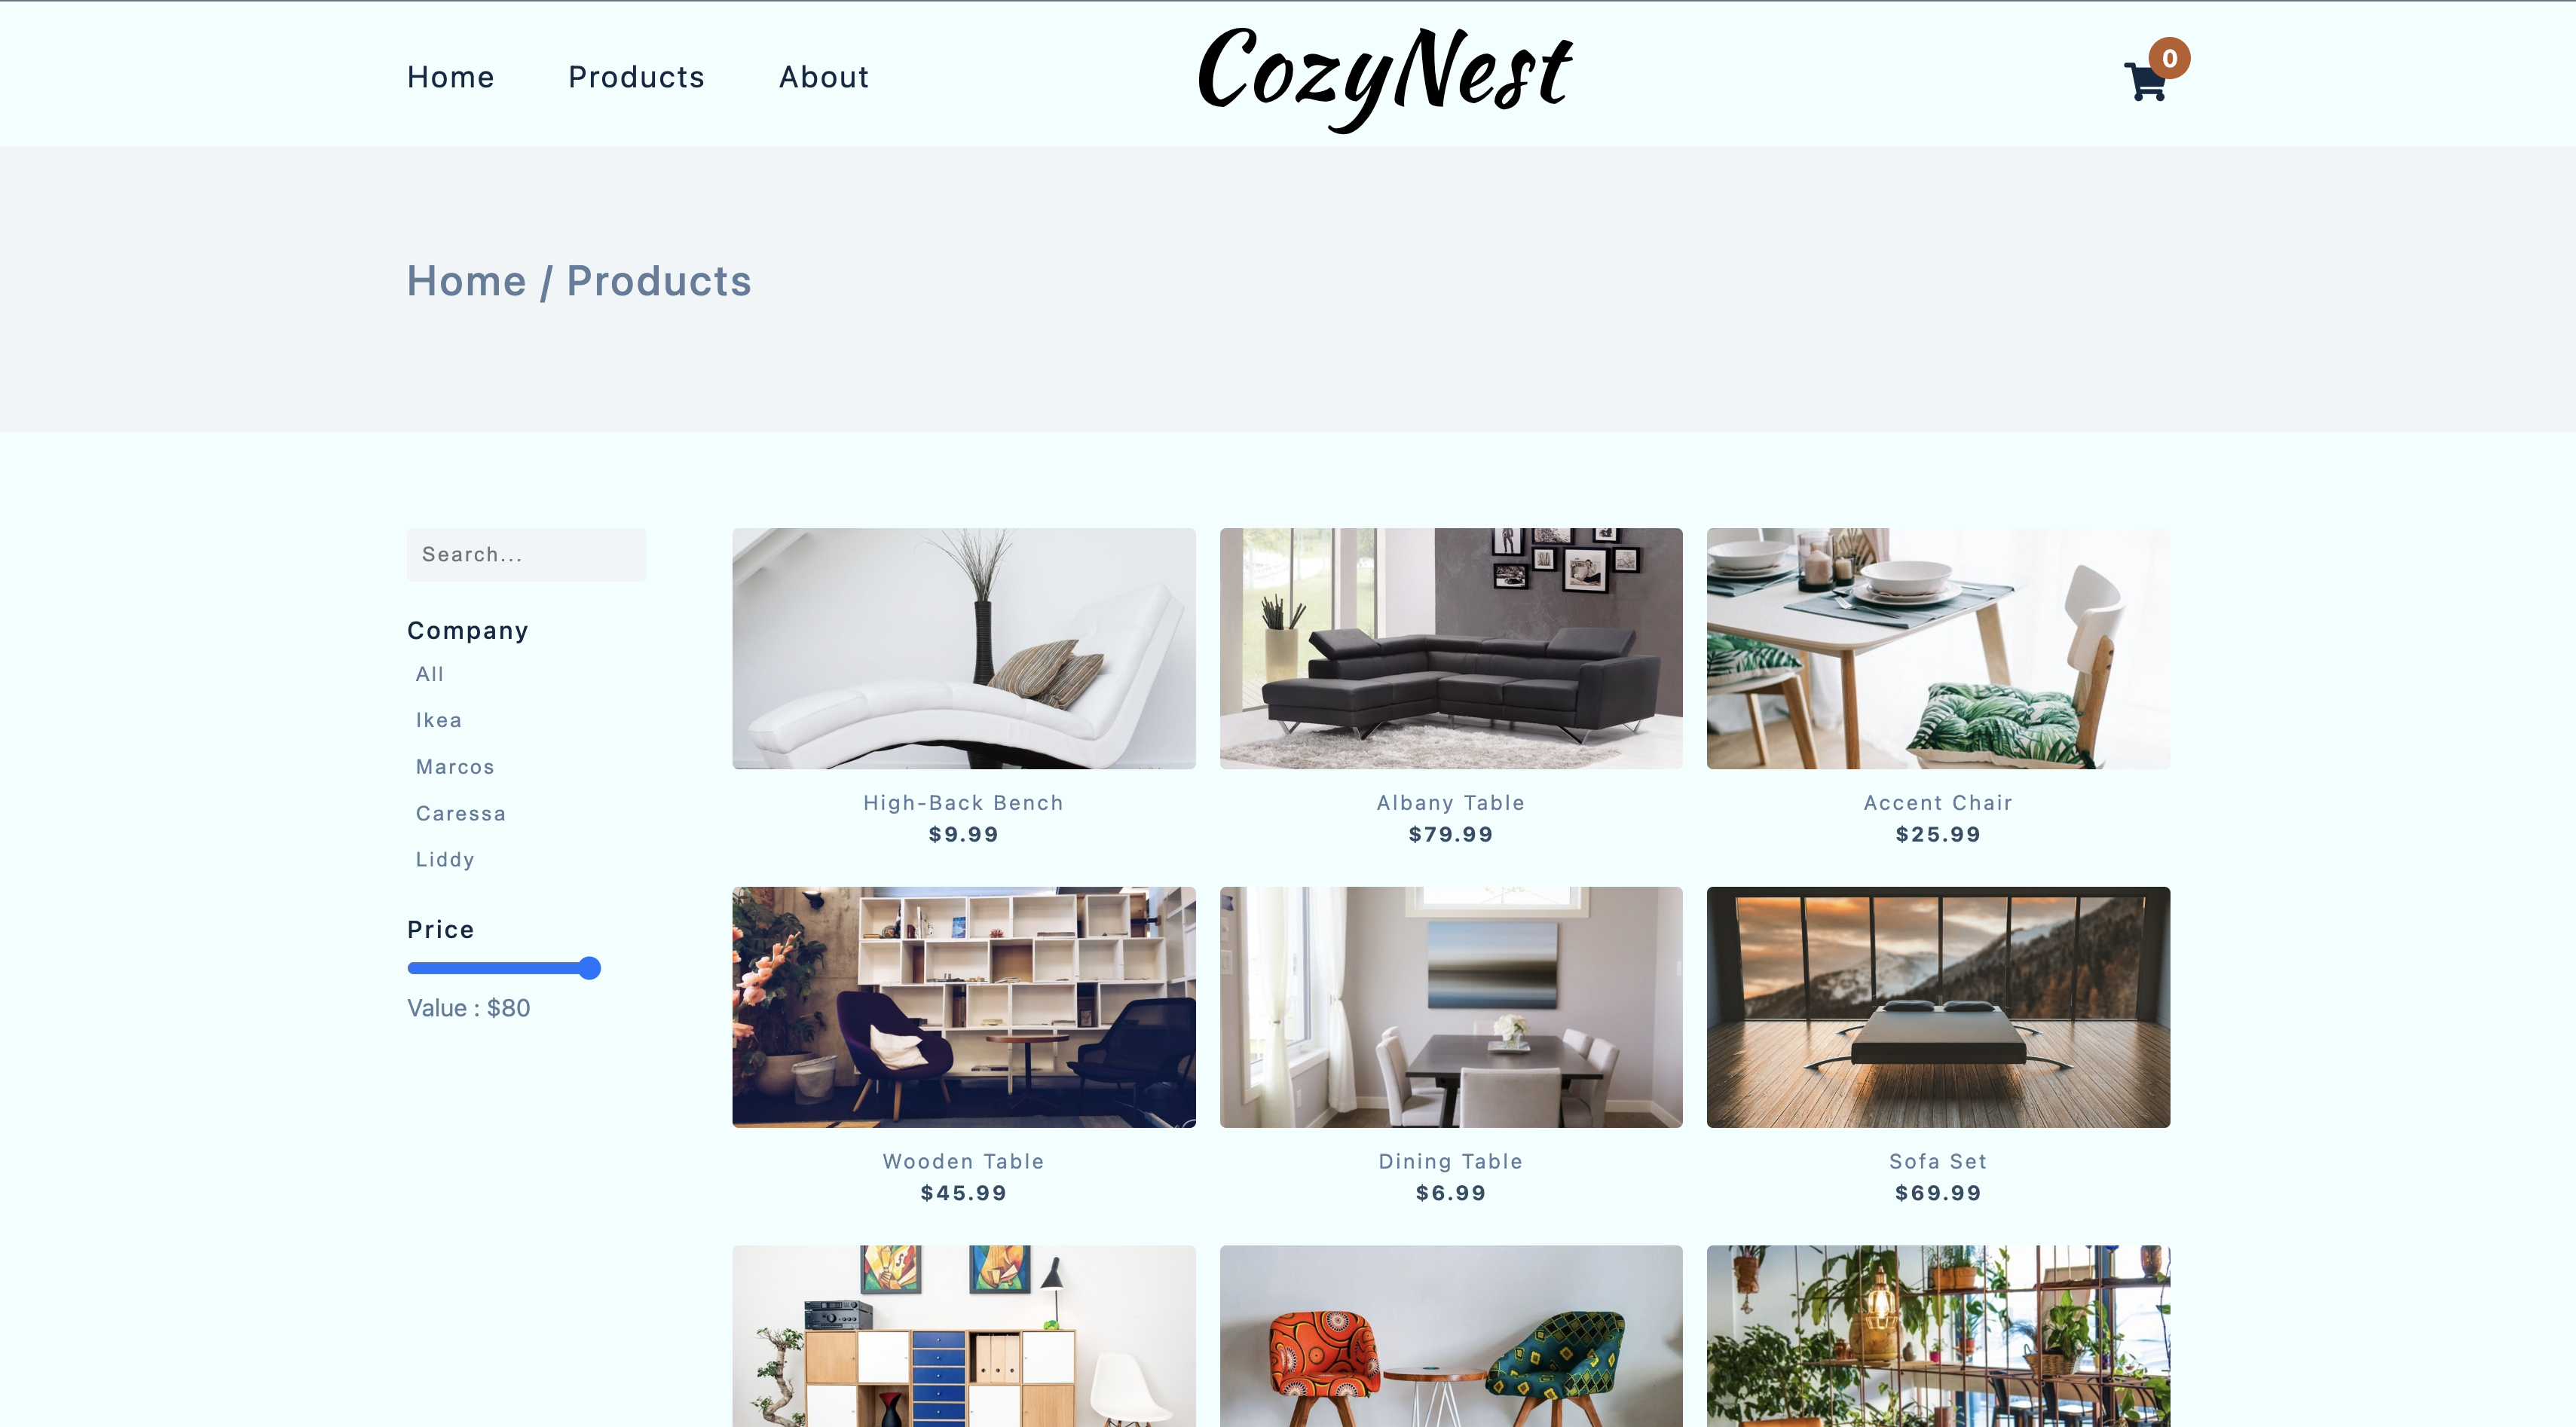 Home Products About CozyNest 0
Home / Products
Search...
Company
All
Ikea
Marcos
Caressa
Liddy
Price
Value : $80
High-Back Bench
$9.99
Albany Table
$79.99
Accent Chair
$25.99
Wooden Table
$45.99
Dining Table
$6.99
Sofa Set
$69.99